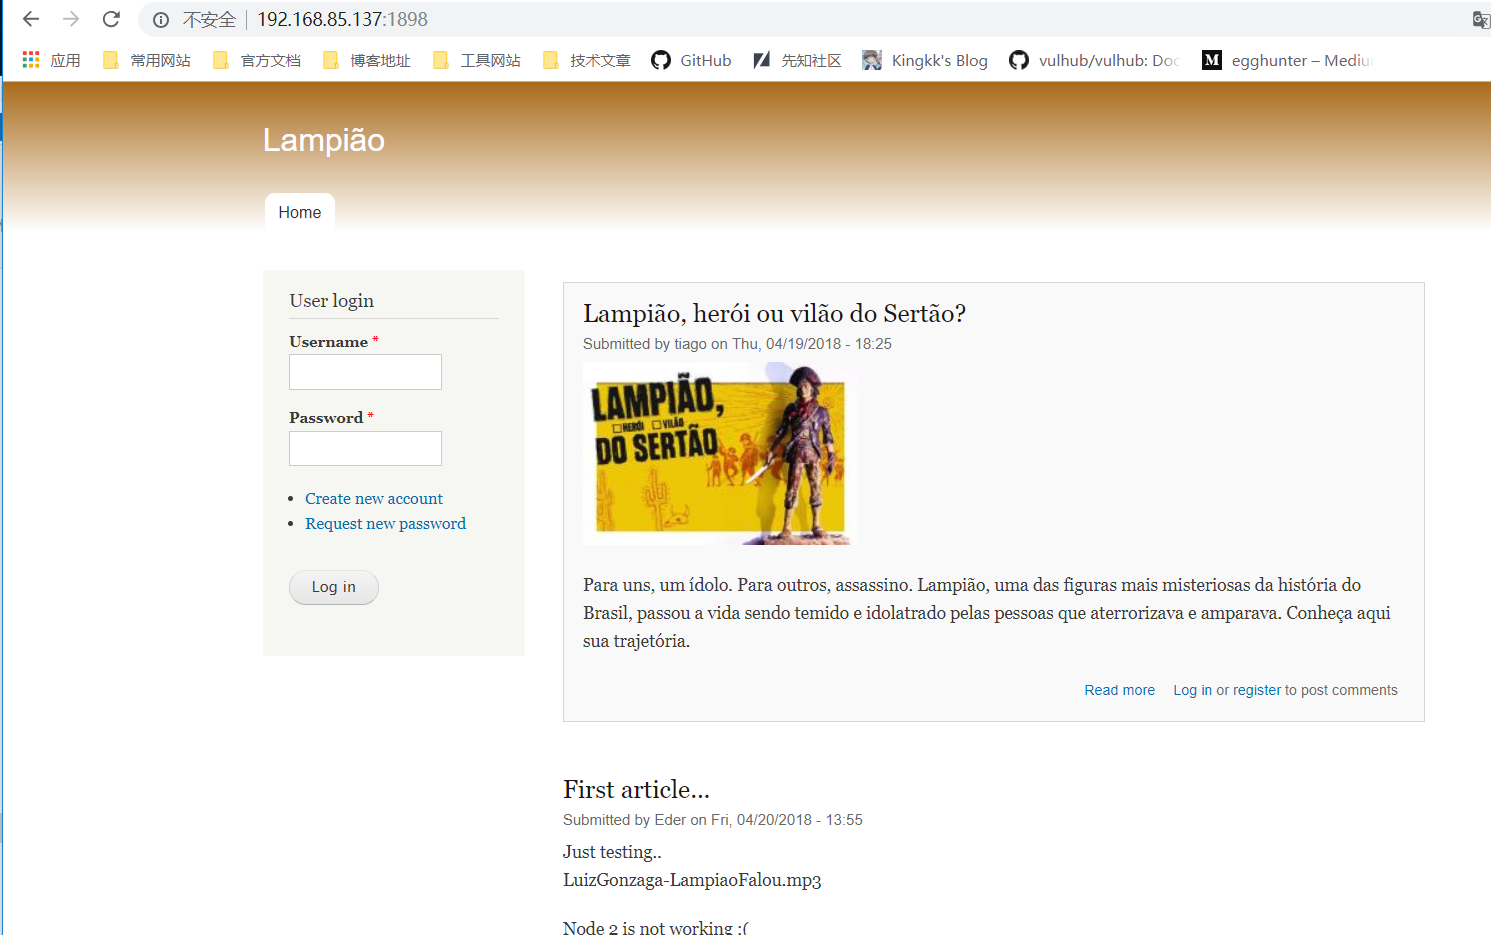 不安全 192.168.85.137:1898
应用 常用网站 官方文档 博客地址 工具网站 技术文章 GitHub 先知社区 Kingkk's Blog vulhub/vulhub: Doc egghunter – Mediu
Lampião
Home
User login
Username *
Password *
Create new account
Request new password
Log in
Lampião, herói ou vilão do Sertão?
Submitted by tiago on Thu, 04/19/2018 - 18:25
LAMPIÃO,
HERÓI VILÃO
DO SERTÃO
Para uns, um ídolo. Para outros, assassino. Lampião, uma das figuras mais misteriosas da história do
Brasil, passou a vida sendo temido e idolatrado pelas pessoas que aterrorizava e amparava. Conheça aqui
sua trajetória.
Read more Log in or register to post comments
First article...
Submitted by Eder on Fri, 04/20/2018 - 13:55
Just testing..
LuizGonzaga-LampiaoFalou.mp3
Node 2 is not working :(